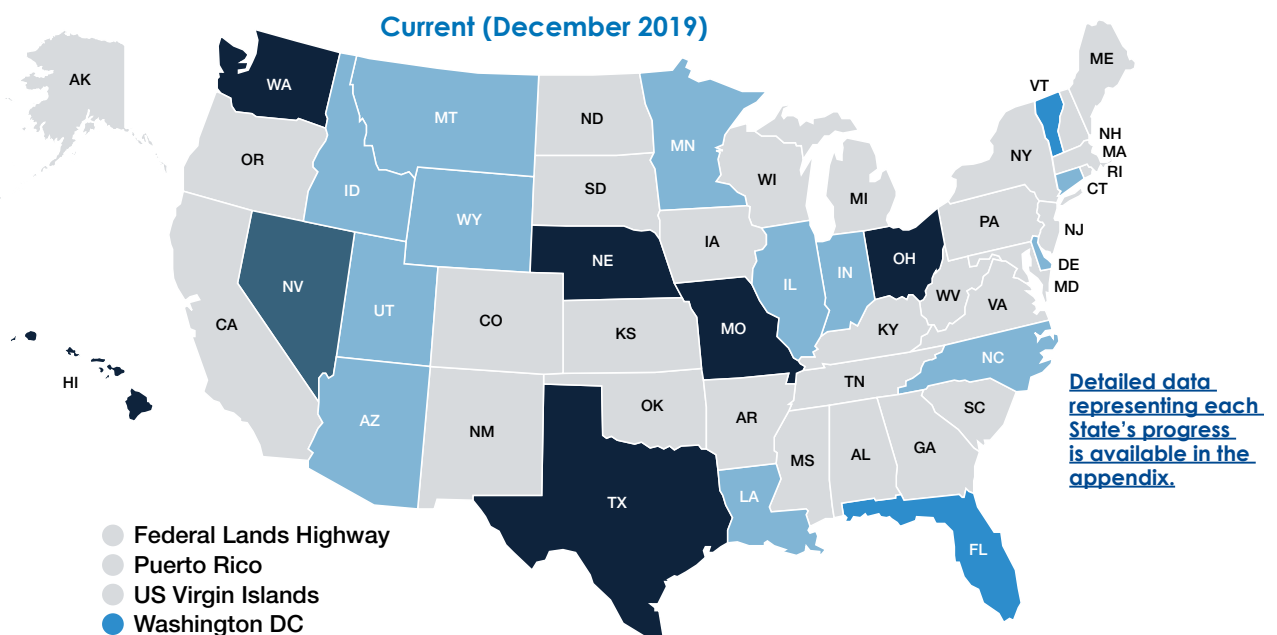 Current (December 2019)
AK
WA
MT
ND
MN
VT
ME
NH
MA
RI
CT
NY
OR
ID
WY
SD
WI
MI
PA
NJ
DE
MD
NE
IA
IL
IN
OH
WV
VA
NV
UT
CO
KS
MO
KY
CA
HI
AZ
NM
OK
AR
TN
NC
SC
MS
AL
GA
TX
LA
FL
Detailed data
representing each
State's progress
is available in the
appendix.
Federal Lands Highway
Puerto Rico
US Virgin Islands
Washington DC